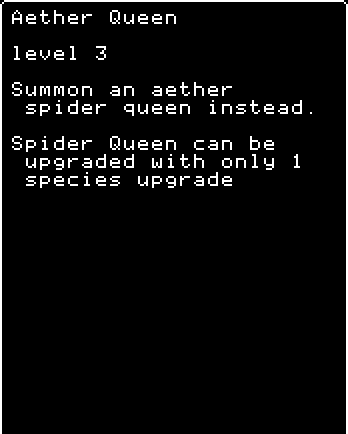 Aether Queen
level 3
Summon an aether
spider queen instead.
Spider Queen can be
upgraded with only 1
species upgrade